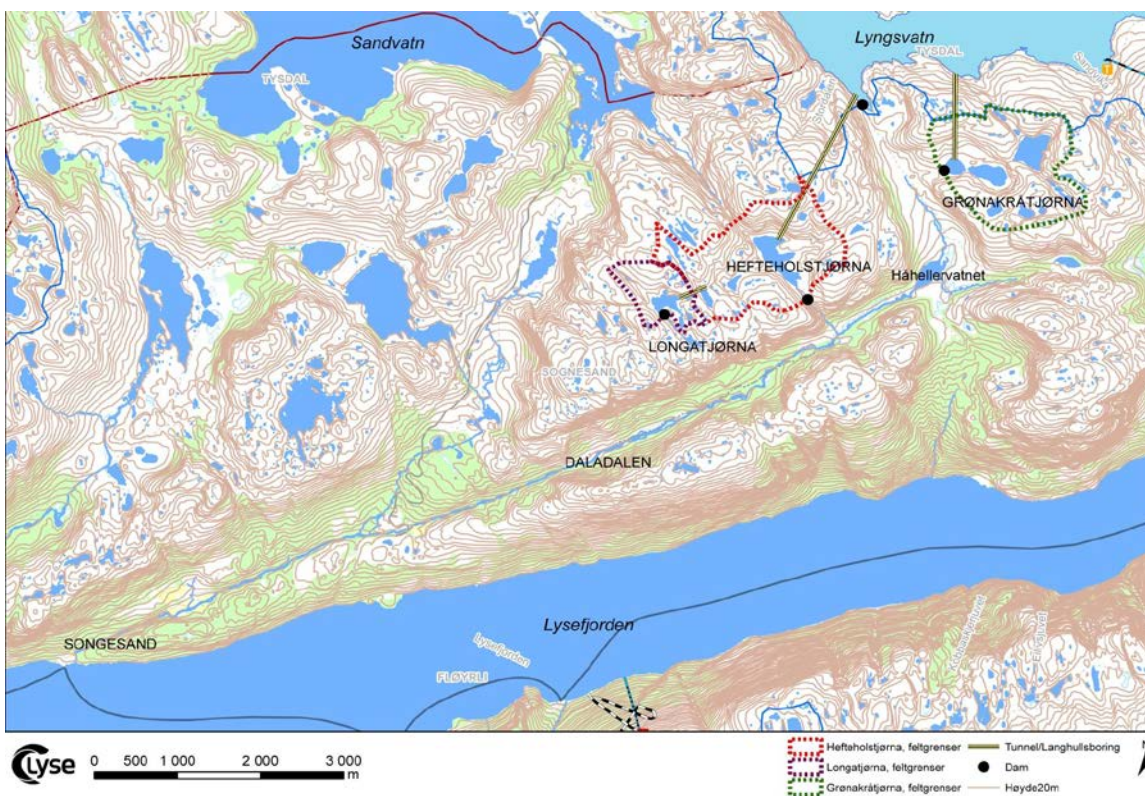 Sandvatn
Lyngsvatn
TYSDAL
TYSDAL
Stordalen
GRØNAKRÅTJØRNA
HEFTEHOLSTJØRNA
Håhellervatnet
LONGATJØRNA
SOGNESAND
DALADALEN
Lysefjorden
SONGESAND
Lysefjorden
FLØYRLI
Lyse
0 500 1 000 2 000 3 000
m
Hefteholstjørna, feltgrenser
Longatjørna, feltgrenser
Grønakråtjørna, feltgrenser
Tunnel/Langhullsboring
Dam
Høyde20m
N